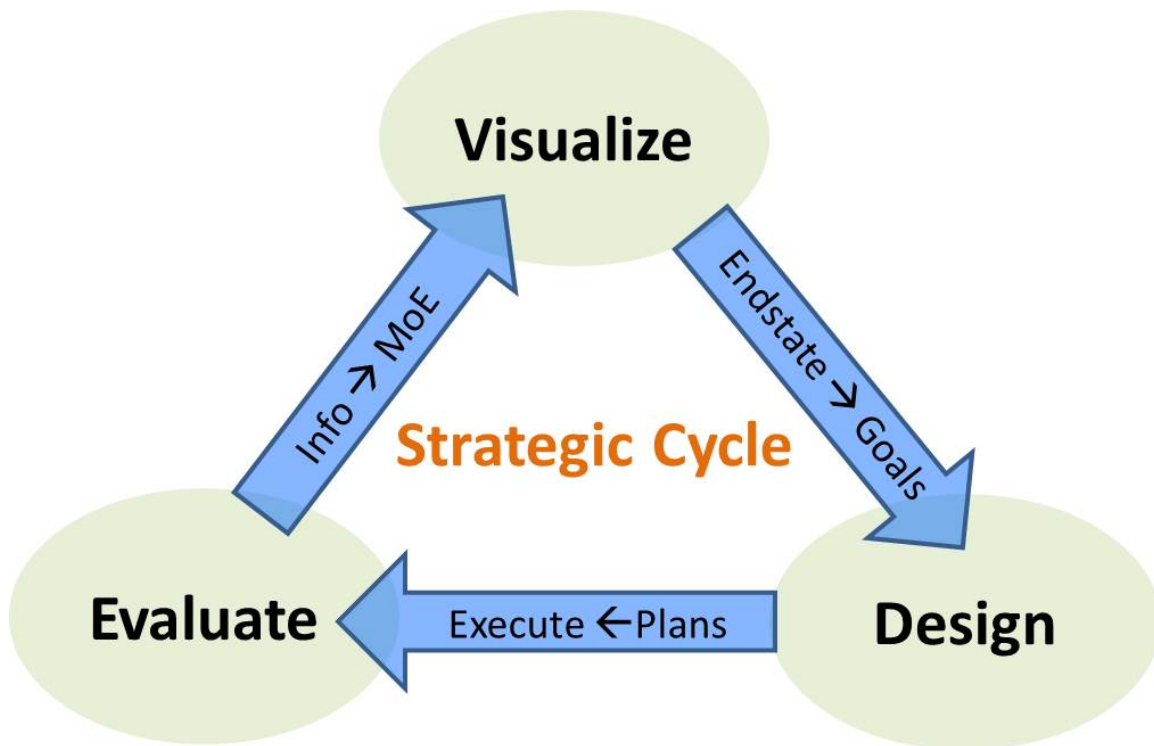 Visualize
Endstate → Goals
Info → MoE
Strategic Cycle
Evaluate
Execute ←Plans
Design